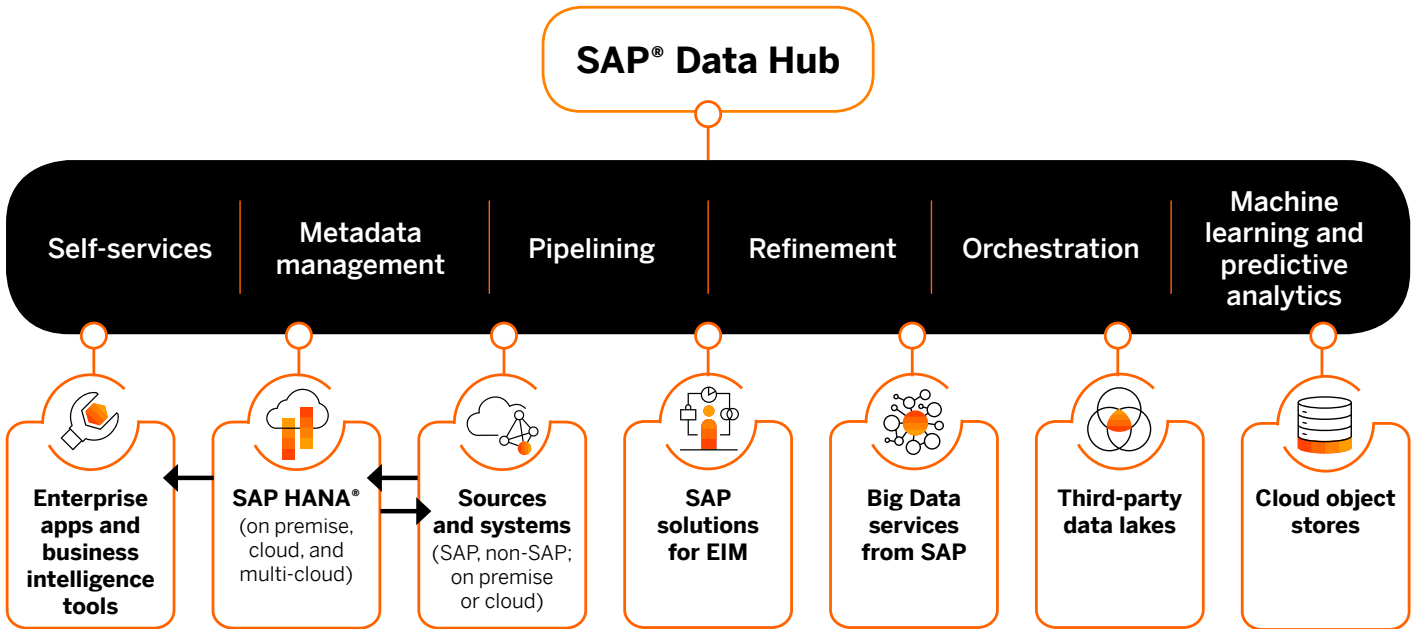 SAP® Data Hub
Self-services
Metadata
management
Pipelining
Refinement
Orchestration
Machine
learning and
predictive
analytics
Enterprise
apps and
business
intelligence
tools
SAP HANA®
(on premise,
cloud, and
multi-cloud)
Sources
and systems
(SAP, non-SAP;
on premise
or cloud)
SAP
solutions
for EIM
Big Data
services
from SAP
Third-party
data lakes
Cloud object
stores